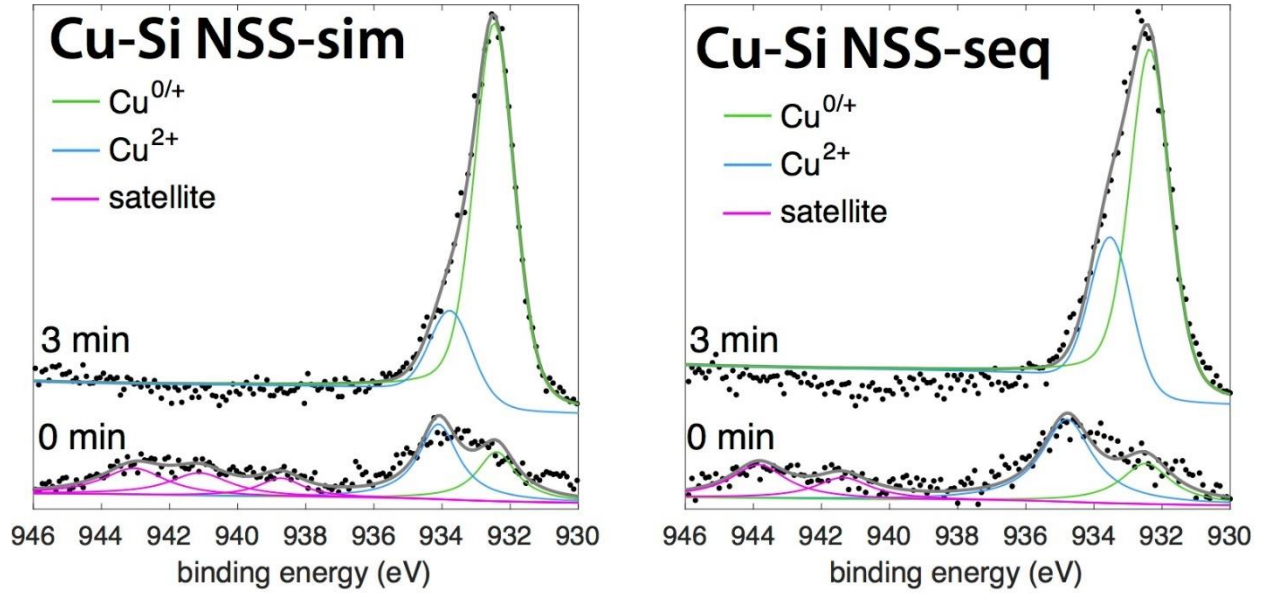 Cu-Si NSS-sim
Cu⁰/⁺
Cu²⁺
satellite
3 min
0 min
946 944 942 940 938 936 934 932 930
binding energy (eV)
Cu-Si NSS-seq
Cu⁰/⁺
Cu²⁺
satellite
3 min
0 min
946 944 942 940 938 936 934 932 930
binding energy (eV)